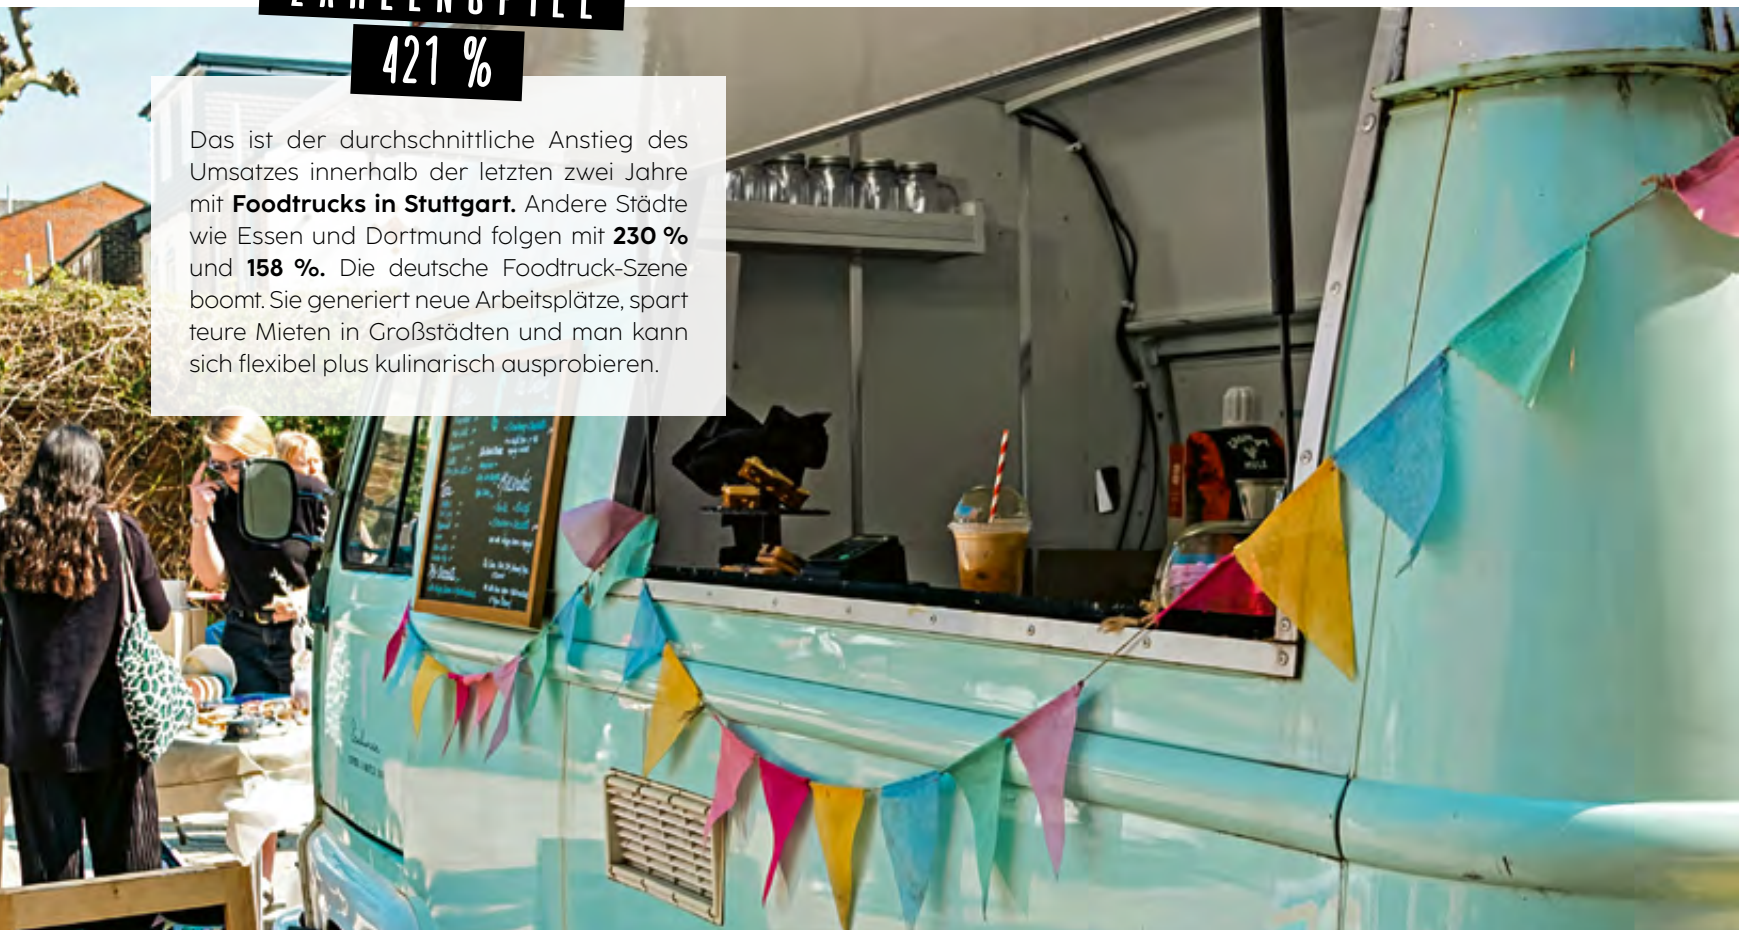 ZAHLENSPIEL
421 %
Das ist der durchschnittliche Anstieg des
Umsatzes innerhalb der letzten zwei Jahre
mit Foodtrucks in Stuttgart. Andere Städte
wie Essen und Dortmund folgen mit 230 %
und 158 %. Die deutsche Foodtruck-Szene
boomt. Sie generiert neue Arbeitsplätze, spart
teure Mieten in Großstädten und man kann
sich flexibel plus kulinarisch ausprobieren.